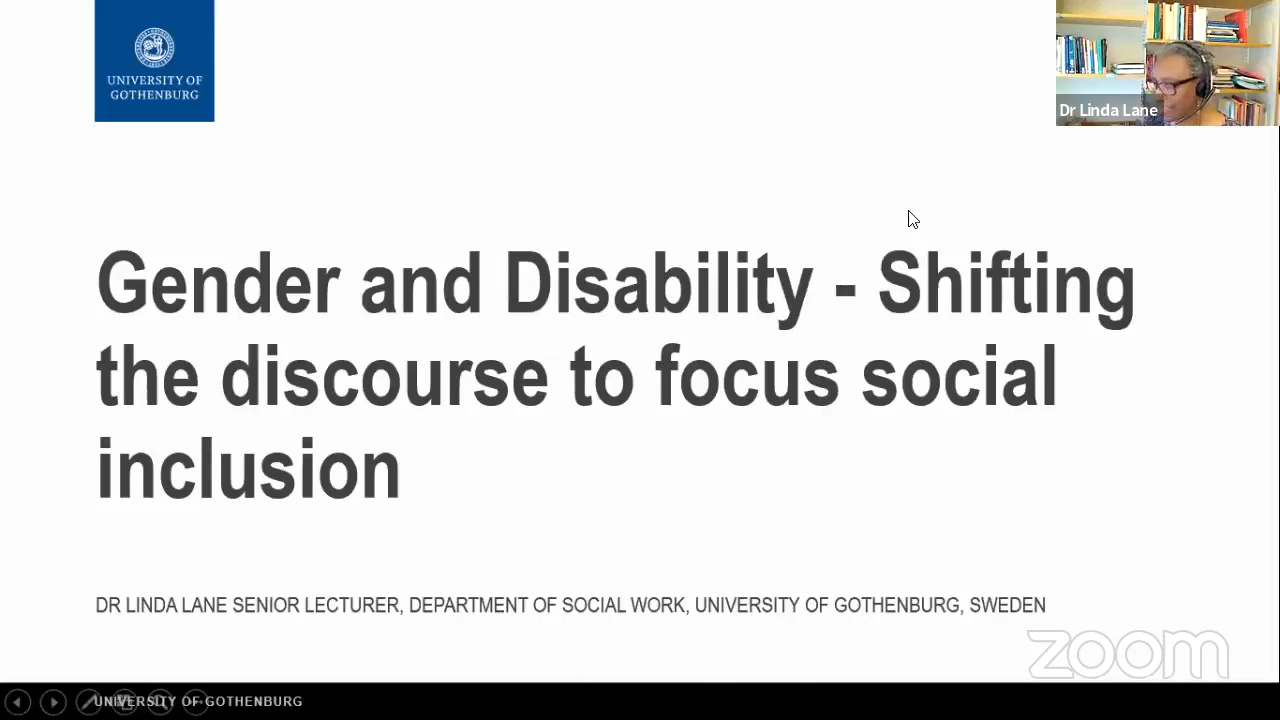 UNIVERSITY OF
GOTHENBURG
Dr Linda Lane
Gender and Disability - Shifting
the discourse to focus social
inclusion
DR LINDA LANE SENIOR LECTURER, DEPARTMENT OF SOCIAL WORK, UNIVERSITY OF GOTHENBURG, SWEDEN
zoom
UNIVERSITY OF GOTHENBURG